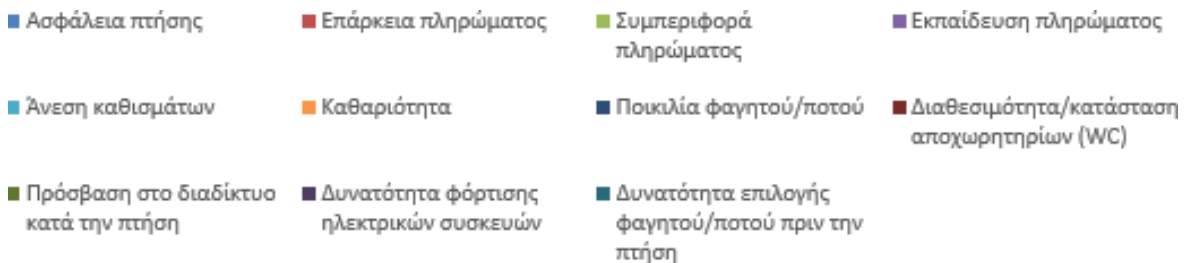 Ασφάλεια πτήσης
Επάρκεια πληρώματος
Συμπεριφορά
πληρώματος
Εκπαίδευση πληρώματος
Άνεση καθισμάτων
Καθαριότητα
Ποικιλία φαγητού/ποτού
Διαθεσιμότητα/κατάσταση
αποχωρητηρίων (WC)
Πρόσβαση στο διαδίκτυο
κατά την πτήση
Δυνατότητα φόρτισης
ηλεκτρικών συσκευών
Δυνατότητα επιλογής
φαγητού/ποτού πριν την
πτήση